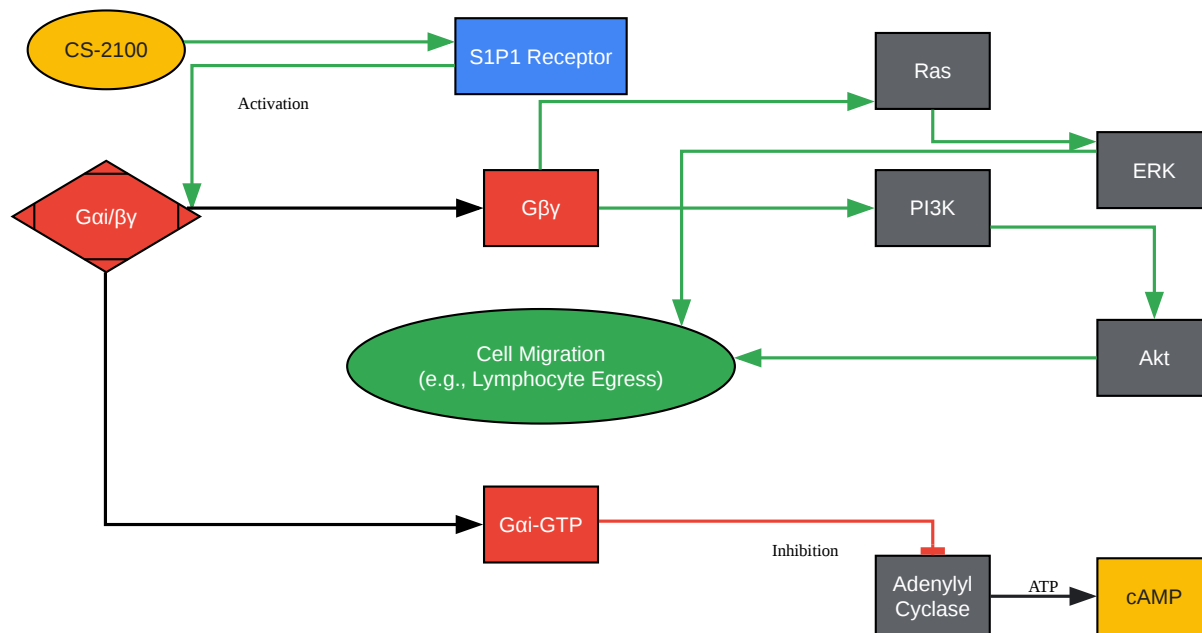 CS-2100
S1P1 Receptor
Ras
Activation
ERK
Gαi/βγ
Gβγ
PI3K
Cell Migration
(e.g., Lymphocyte Egress)
Akt
Gαi-GTP
Inhibition
Adenylyl
Cyclase
ATP
cAMP